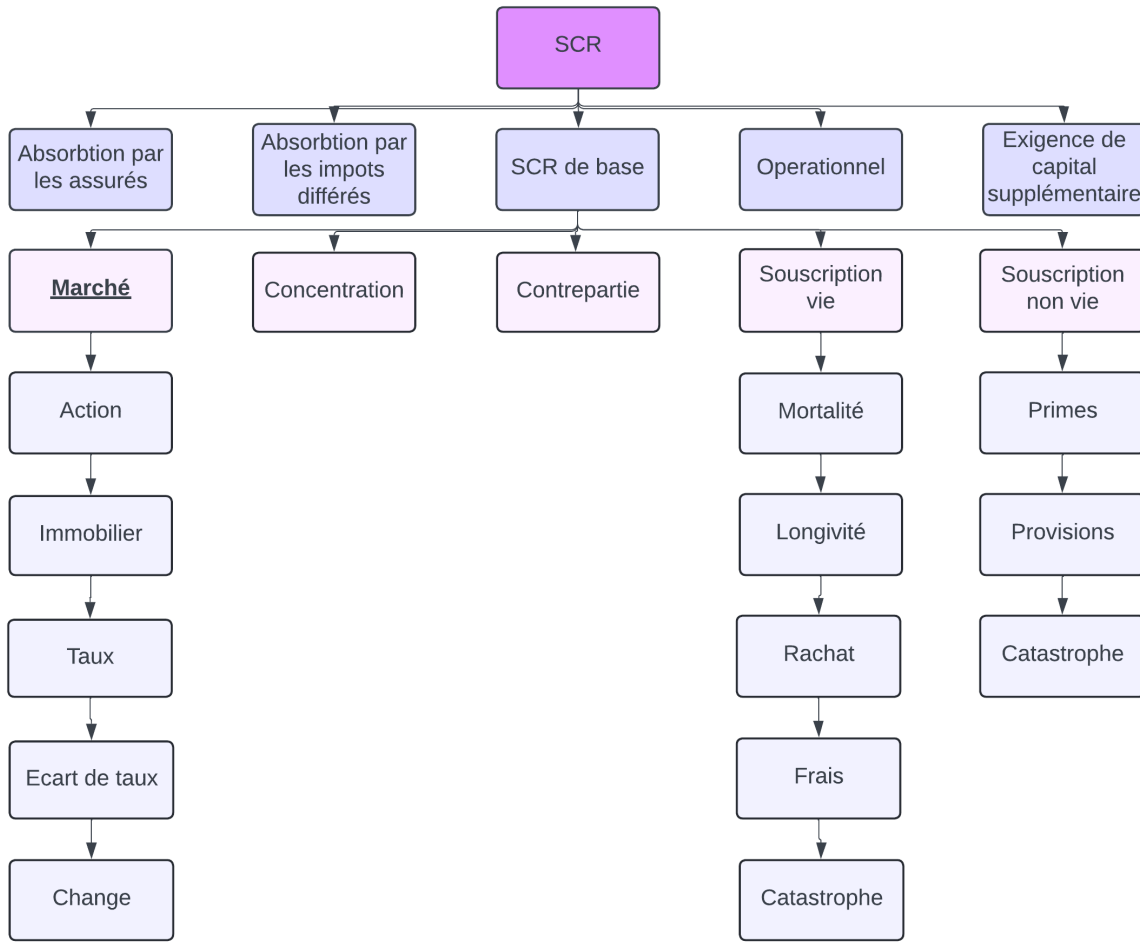 SCR
Absorbtion par
les assurés
Absorbtion par
les impots
différés
SCR de base
Operationnel
Exigence de
capital
supplémentaire
Marché
Concentration
Contrepartie
Souscription
vie
Souscription
non vie
Action
Mortalité
Primes
Immobilier
Longivité
Provisions
Taux
Rachat
Catastrophe
Ecart de taux
Frais
Change
Catastrophe